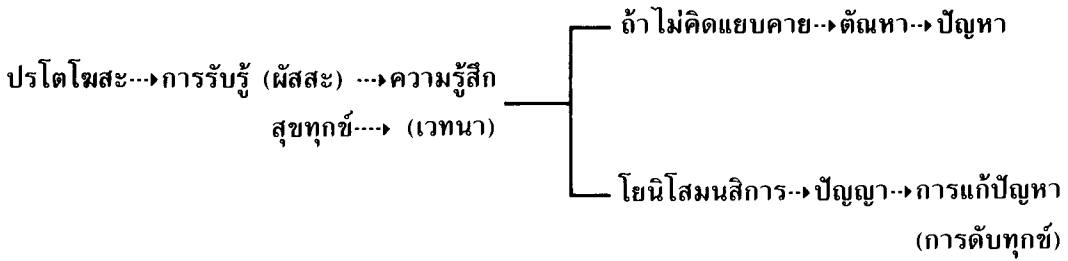 ถ้าไม่คิดแยบคาย--→ตัณหา--→ปัญหา
ปรโตโฆสะ---→การรับรู้ (ผัสสะ) ---→ความรู้สึก
สุขทุกข์----→ (เวทนา)
โยนิโสมนสิการ--→ปัญญา--→การแก้ปัญหา
(การดับทุกข์)